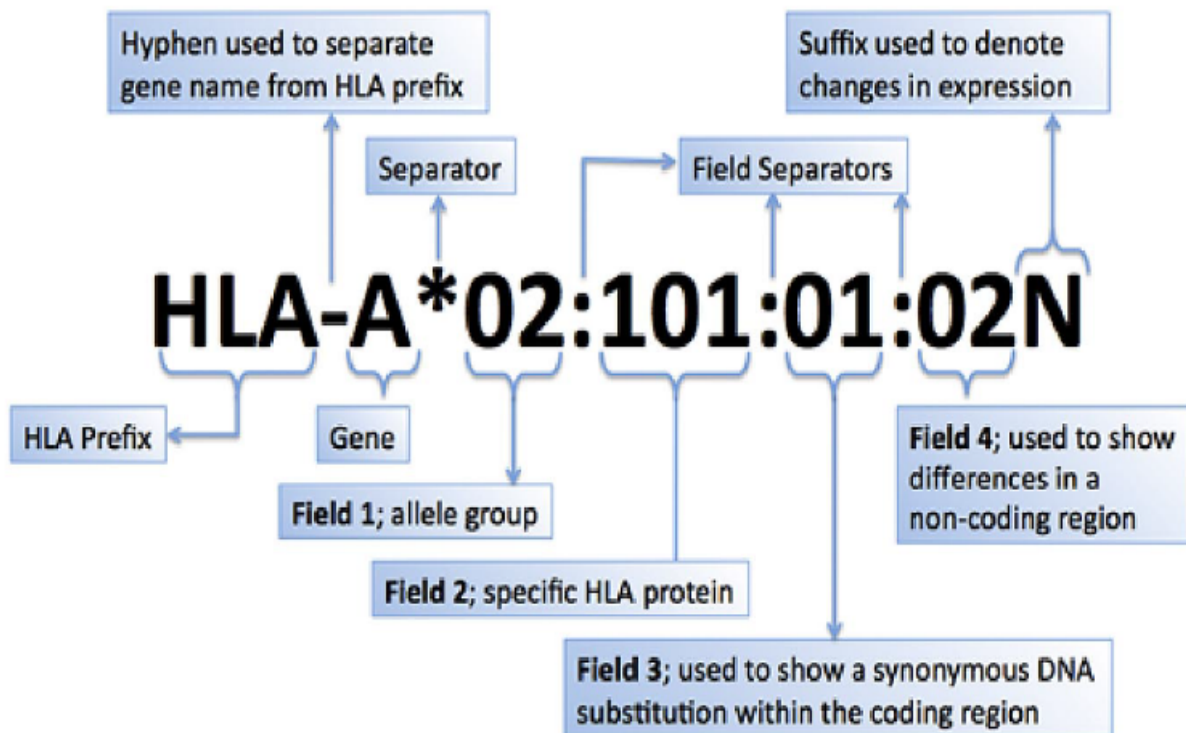 Hyphen used to separate
gene name from HLA prefix
Suffix used to denote
changes in expression
Separator
Field Separators
HLA-A*02:101:01:02N
HLA Prefix
Gene
Field 1; allele group
Field 2; specific HLA protein
Field 3; used to show a synonymous DNA
substitution within the coding region
Field 4; used to show
differences in a
non-coding region